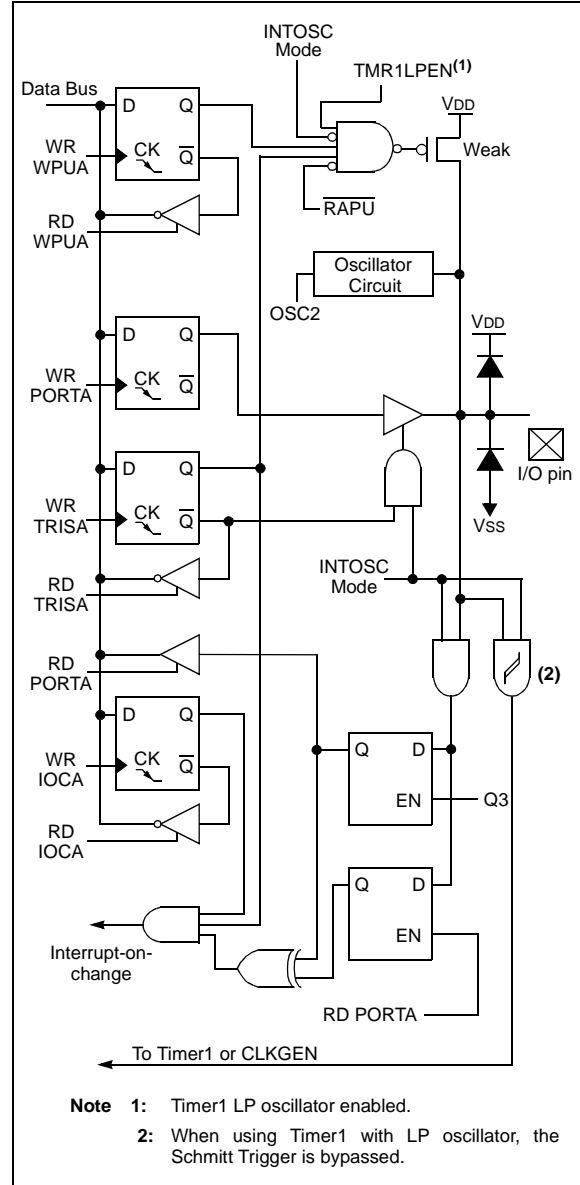 INTOSC
Mode
TMR1LPEN(1)
Data Bus
D Q
VDD
WR
WPUA
CK Q
Weak
RD
WPUA
RAPU
Oscillator
Circuit
OSC2
VDD
D Q
WR
PORTA
CK Q
D Q
I/O pin
WR
TRISA
CK Q
VSS
INTOSC
Mode
RD
TRISA
RD
PORTA
(2)
D Q
Q D
WR
IOCA
CK Q
EN
Q3
RD
IOCA
Q D
EN
Interrupt-on-
change
RD PORTA
To Timer1 or CLKGEN
Note 1: Timer1 LP oscillator enabled.
2: When using Timer1 with LP oscillator, the
Schmitt Trigger is bypassed.